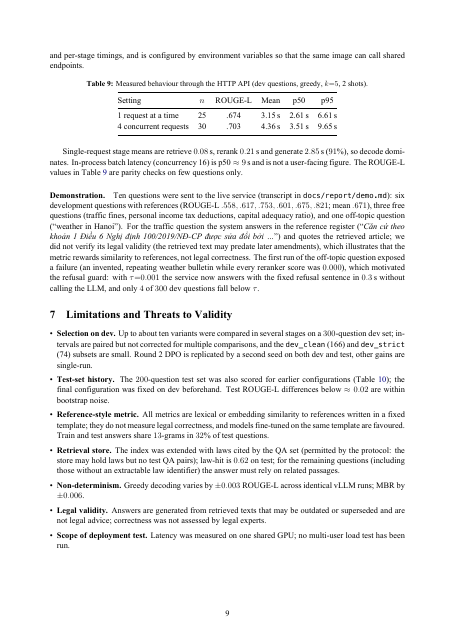 and per-stage timings, and is configured by environment variables so that the same image can call shared
endpoints.
Table 9: Measured behaviour through the HTTP API (dev questions, greedy, k=5, 2 shots).
Setting n ROUGE-L Mean p50 p95
1 request at a time 25 .674 3.15 s 2.61 s 6.61 s
4 concurrent requests 30 .703 4.36 s 3.51 s 9.65 s
Single-request stage means are retrieve 0.08 s, rerank 0.21 s and generate 2.85 s (91%), so decode domi-
nates. In-process batch latency (concurrency 16) is p50 ≈ 9 s and is not a user-facing figure. The ROUGE-L
values in Table 9 are parity checks on few questions only.
Demonstration. Ten questions were sent to the live service (transcript in docs/report/demo.md): six
development questions with references (ROUGE-L .558, .617, .753, .601, .675, .821; mean .671), three free
questions (traffic fines, personal income tax deductions, capital adequacy ratio), and one off-topic question
("weather in Hanoi"). For the traffic question the system answers in the reference register ("Căn cứ theo
khoản 1 Điều 6 Nghị định 100/2019/NĐ-CP được sửa đổi bởi ...") and quotes the retrieved article; we
did not verify its legal validity (the retrieved text may predate later amendments), which illustrates that the
metric rewards similarity to references, not legal correctness. The first run of the off-topic question exposed
a failure (an invented, repeating weather bulletin while every reranker score was 0.000), which motivated
the refusal guard: with τ=0.001 the service now answers with the fixed refusal sentence in 0.3 s without
calling the LLM, and only 4 of 300 dev questions fall below τ.
7 Limitations and Threats to Validity
• Selection on dev. Up to about ten variants were compared in several stages on a 300-question dev set; in-
tervals are paired but not corrected for multiple comparisons, and the dev_clean (166) and dev_strict
(74) subsets are small. Round 2 DPO is replicated by a second seed on both dev and test, other gains are
single-run.
• Test-set history. The 200-question test set was also scored for earlier configurations (Table 10); the
final configuration was fixed on dev beforehand. Test ROUGE-L differences below ≈ 0.02 are within
bootstrap noise.
• Reference-style metric. All metrics are lexical or embedding similarity to references written in a fixed
template; they do not measure legal correctness, and models fine-tuned on the same template are favoured.
Train and test answers share 13-grams in 32% of test questions.
• Retrieval store. The index was extended with laws cited by the QA set (permitted by the protocol: the
store may hold laws but no test QA pairs); law-hit is 0.62 on test; for the remaining questions (including
those without an extractable law identifier) the answer must rely on related passages.
• Non-determinism. Greedy decoding varies by ±0.003 ROUGE-L across identical vLLM runs; MBR by
±0.006.
• Legal validity. Answers are generated from retrieved texts that may be outdated or superseded and are
not legal advice; correctness was not assessed by legal experts.
• Scope of deployment test. Latency was measured on one shared GPU; no multi-user load test has been
run.
9